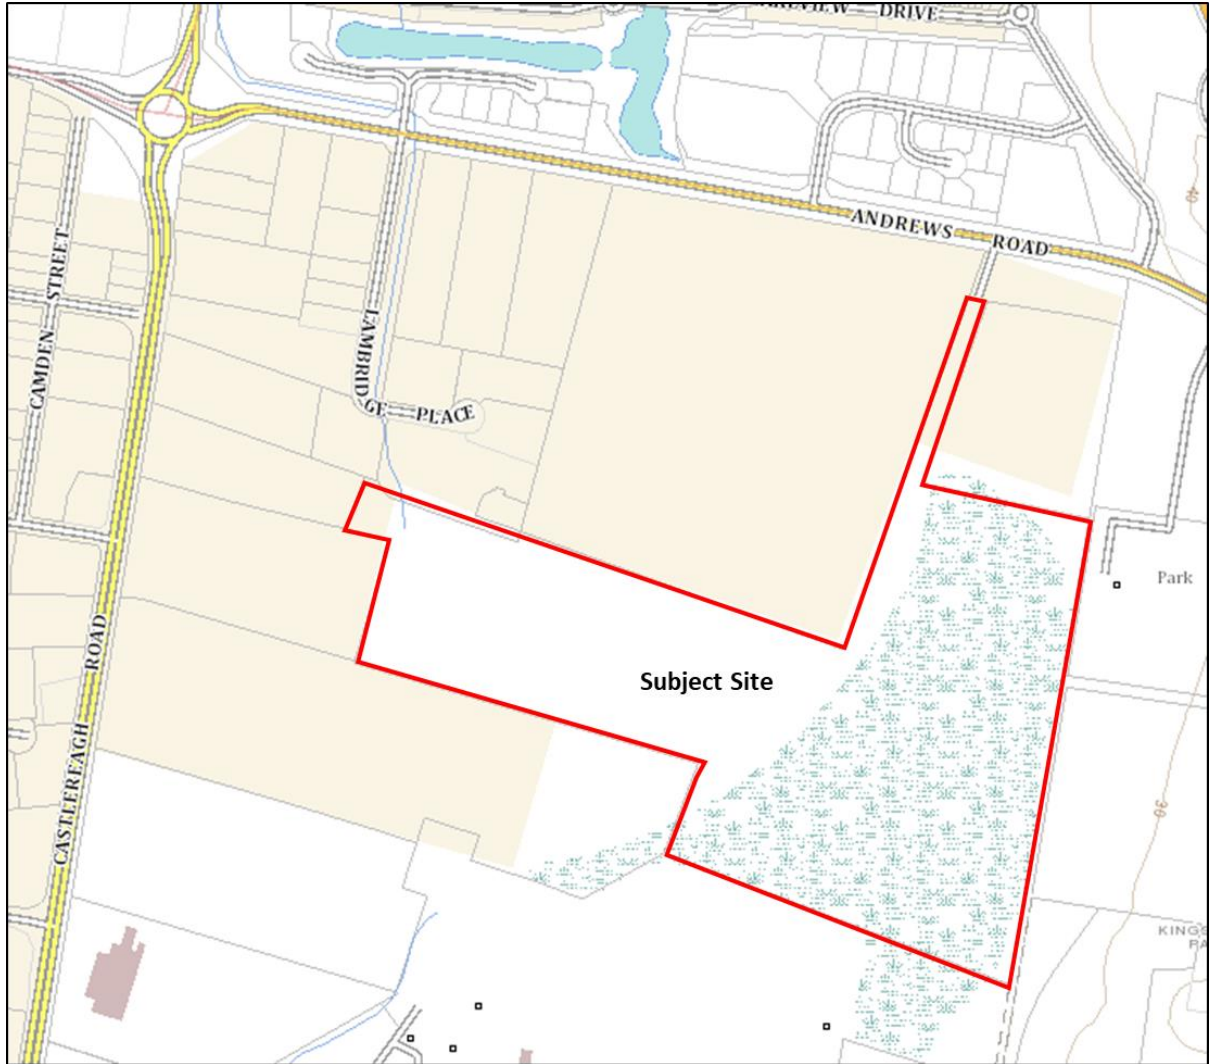 DRIVE
ANDREWS ROAD
CAMDEN STREET
LAMBRIDGE PLACE
Park
CASTLEREAGH ROAD
Subject Site
40
30